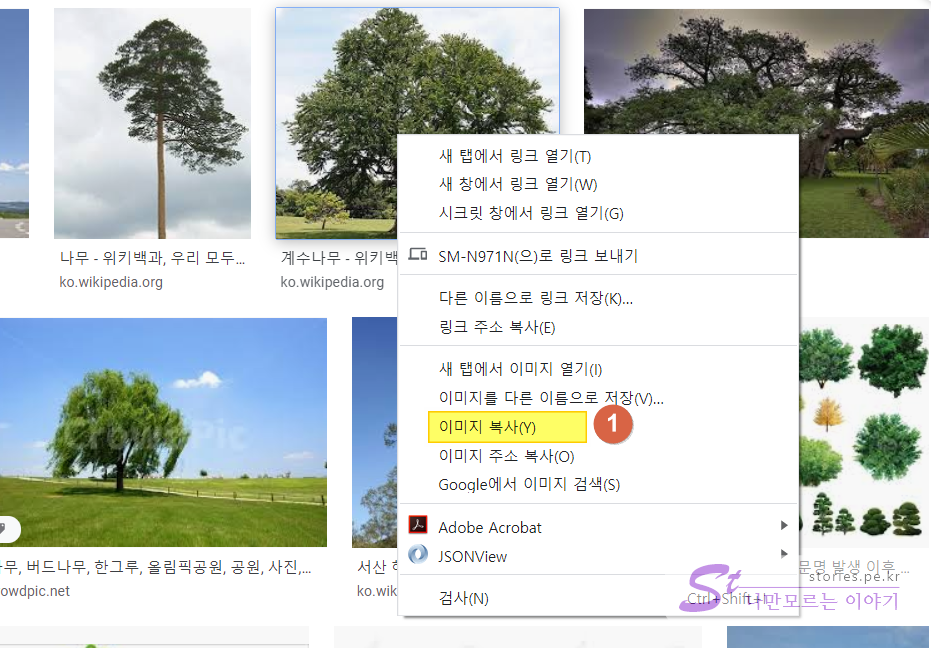 나무 - 위키백과, 우리 모두...
ko.wikipedia.org
계수나무 - 위키백
ko.wikipedia.org
새 탭에서 링크 열기(T)
새 창에서 링크 열기(W)
시크릿 창에서 링크 열기(G)
SM-N971N(으)로 링크 보내기
다른 이름으로 링크 저장(K)...
링크 주소 복사(E)
새 탭에서 이미지 열기(I)
이미지를 다른 이름으로 저장(V)...
이미지 복사(Y)
1
이미지 주소 복사(O)
Google에서 이미지 검색(S)
Adobe Acrobat
JSONView
검사(N)
Ctrl+Shift+I
CrowdPic
나무, 버드나무, 한그루, 올림픽공원, 공원, 사진,...
owdpic.net
서산
ko.wik
문명 발생 이후 ...
St
stories.pe.kr
나만모르는 이야기